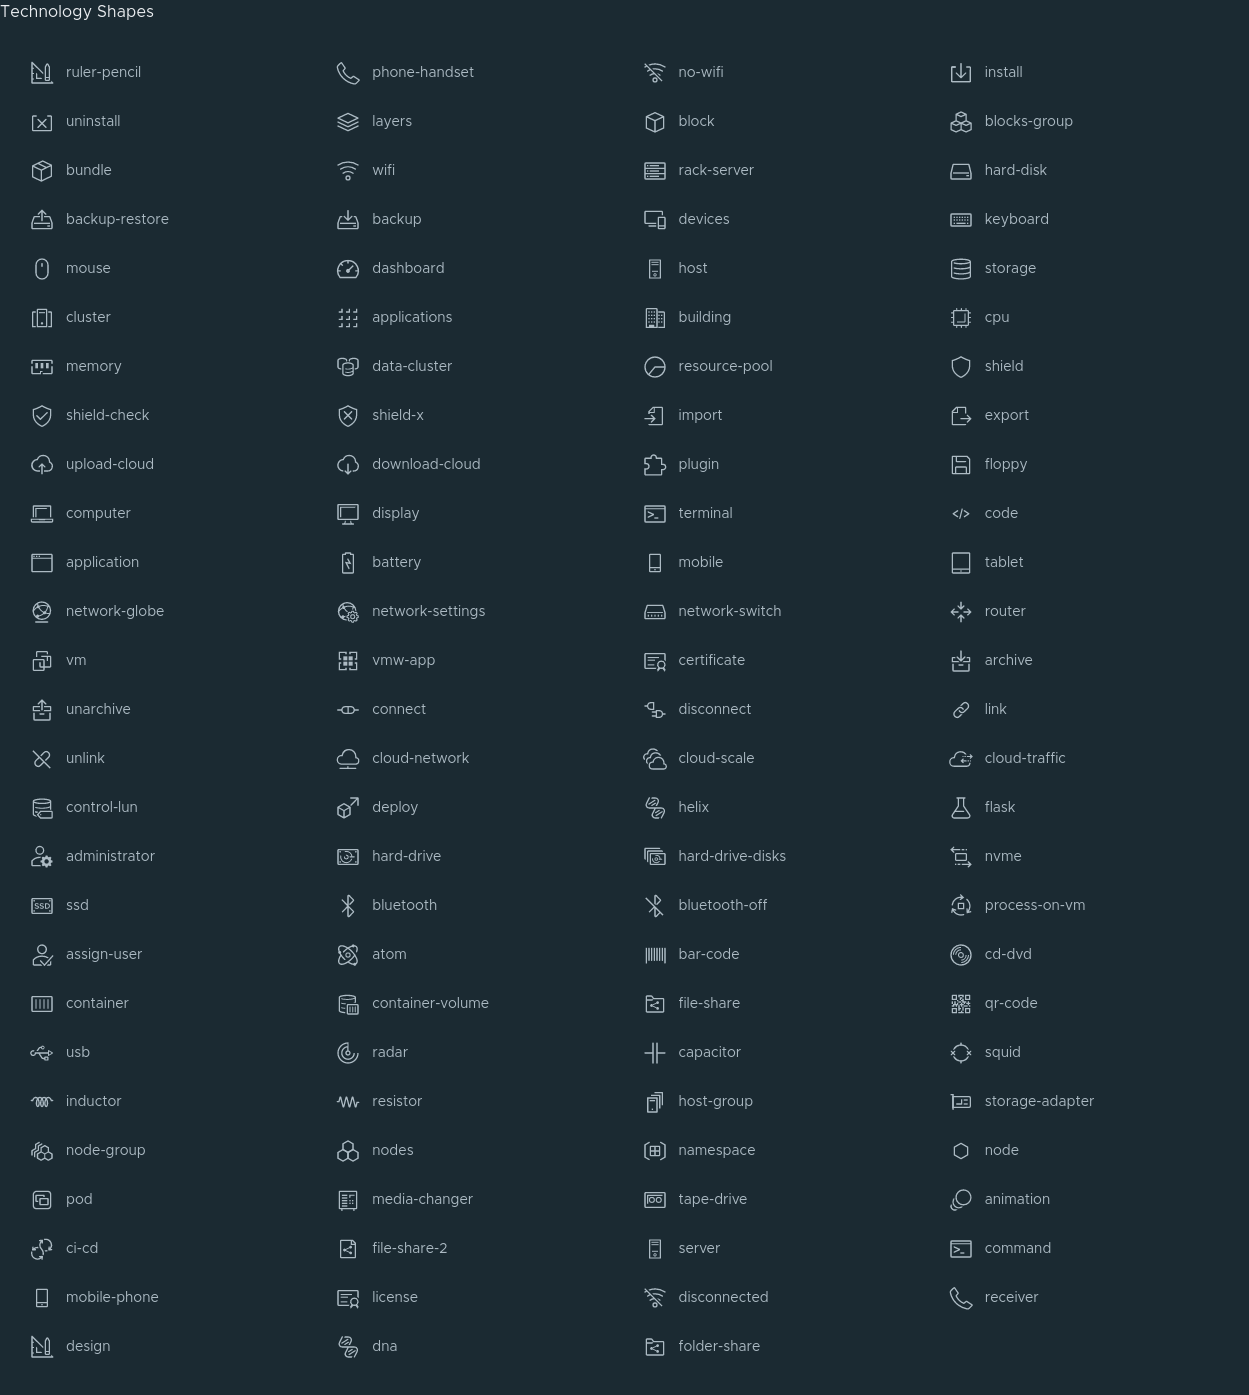 Technology Shapes
ruler-pencil
phone-handset
no-wifi
install
uninstall
layers
block
blocks-group
bundle
wifi
rack-server
hard-disk
backup-restore
backup
devices
keyboard
mouse
dashboard
host
storage
cluster
applications
building
cpu
memory
data-cluster
resource-pool
shield
shield-check
shield-x
import
export
upload-cloud
download-cloud
plugin
floppy
computer
display
terminal
code
application
battery
mobile
tablet
network-globe
network-settings
network-switch
router
vm
vmw-app
certificate
archive
unarchive
connect
disconnect
link
unlink
cloud-network
cloud-scale
cloud-traffic
control-lun
deploy
helix
flask
administrator
hard-drive
hard-drive-disks
nvme
SSD
ssd
bluetooth
bluetooth-off
process-on-vm
assign-user
atom
bar-code
cd-dvd
container
container-volume
file-share
qr-code
usb
radar
capacitor
squid
inductor
resistor
host-group
storage-adapter
node-group
nodes
namespace
node
pod
media-changer
tape-drive
animation
ci-cd
file-share-2
server
command
mobile-phone
license
disconnected
receiver
design
dna
folder-share